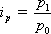 i_p = p_1 / p_0